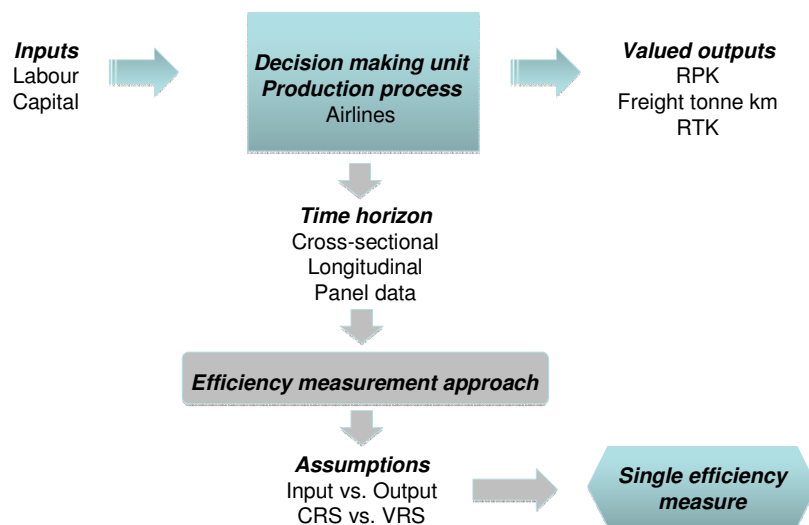 Inputs
Labour
Capital
Decision making unit
Production process
Airlines
Valued outputs
RPK
Freight tonne km
RTK
Time horizon
Cross-sectional
Longitudinal
Panel data
Efficiency measurement approach
Assumptions
Input vs. Output
CRS vs. VRS
Single efficiency
measure